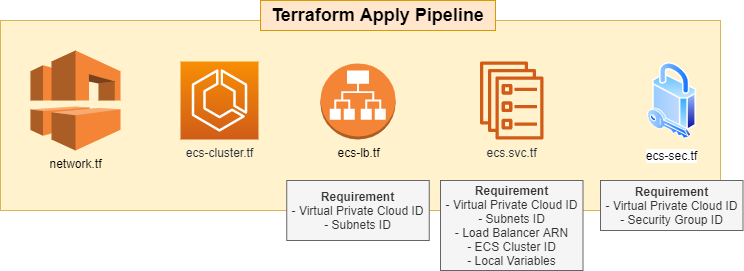 Terraform Apply Pipeline
network.tf
ecs-cluster.tf
ecs-lb.tf
ecs.svc.tf
ecs-sec.tf
Requirement
- Virtual Private Cloud ID
- Subnets ID
Requirement
- Virtual Private Cloud ID
- Subnets ID
- Load Balancer ARN
- ECS Cluster ID
- Local Variables
Requirement
- Virtual Private Cloud ID
- Security Group ID